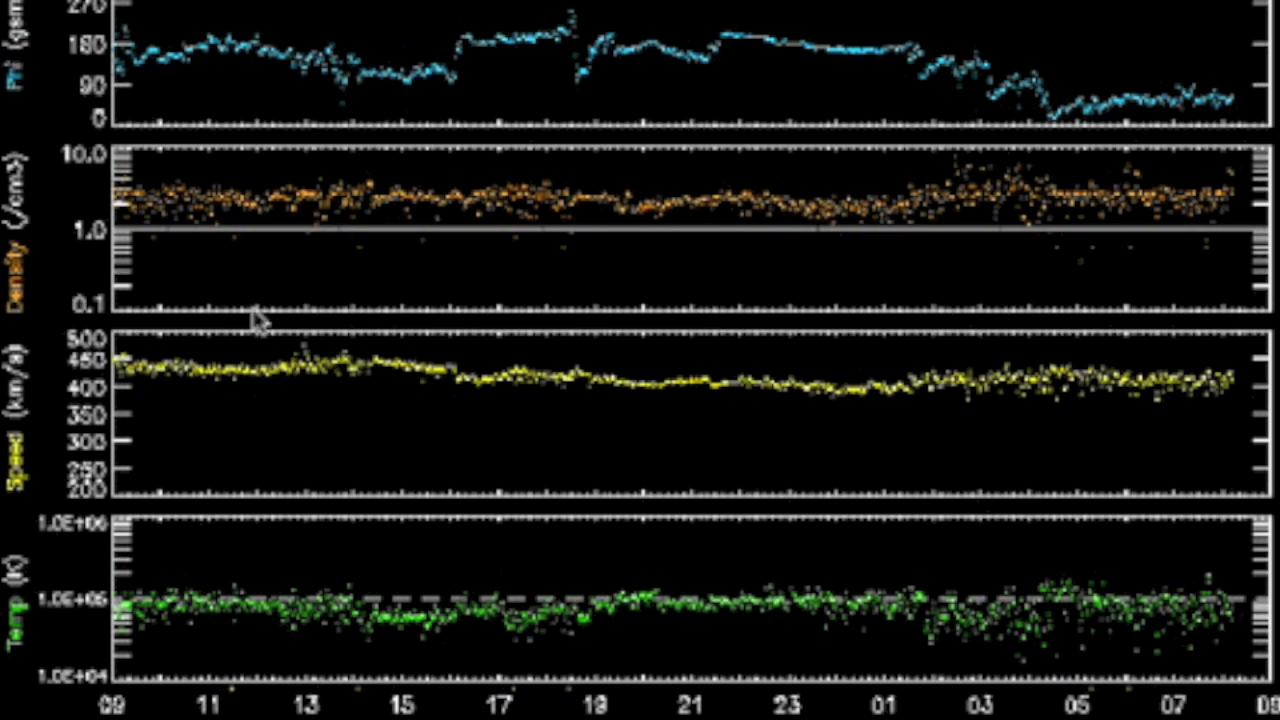 270
Phi (gsm
180
90
0
10.0
Density (/cm3)
1.0
0.1
500
450
Speed (km/s)
400
350
300
250
200
1.0E+06
Temp (K)
1.0E+05
1.0E+04
09 11 13 15 17 19 21 23 01 03 05 07